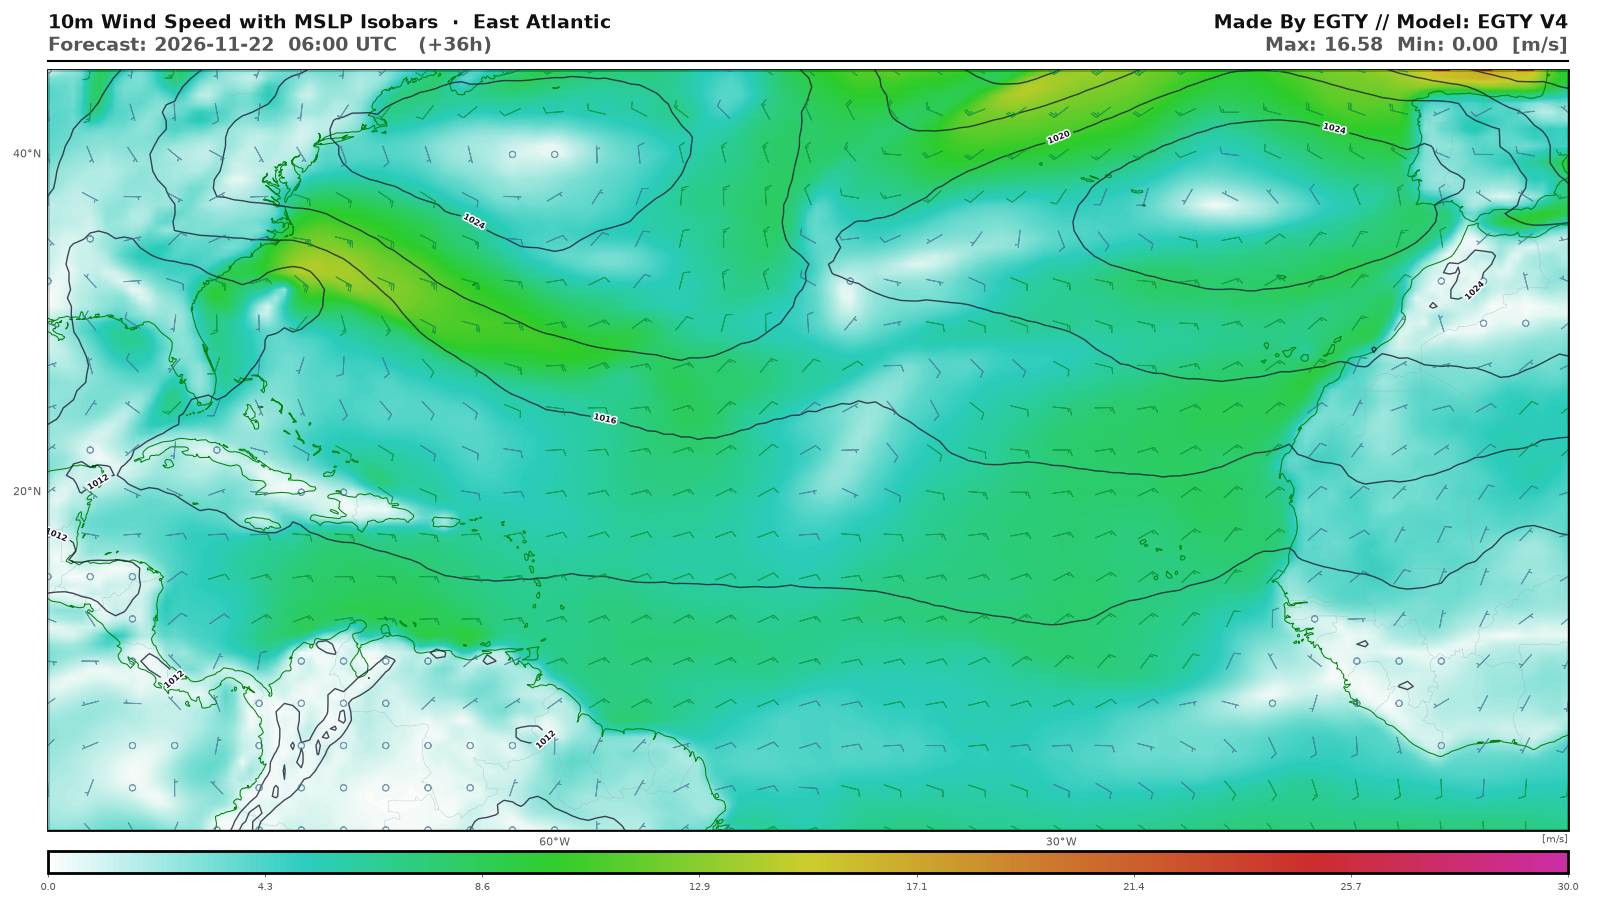 10m Wind Speed with MSLP Isobars · East Atlantic
Made By EGTY // Model: EGTY V4
Forecast: 2026-11-22 06:00 UTC (+36h)
Max: 16.58 Min: 0.00 [m/s]
1020
1024
40°N
1024
1024
1016
1012
20°N
1012
1012
1012
60°W
30°W
[m/s]
0.0
4.3
8.6
12.9
17.1
21.4
25.7
30.0